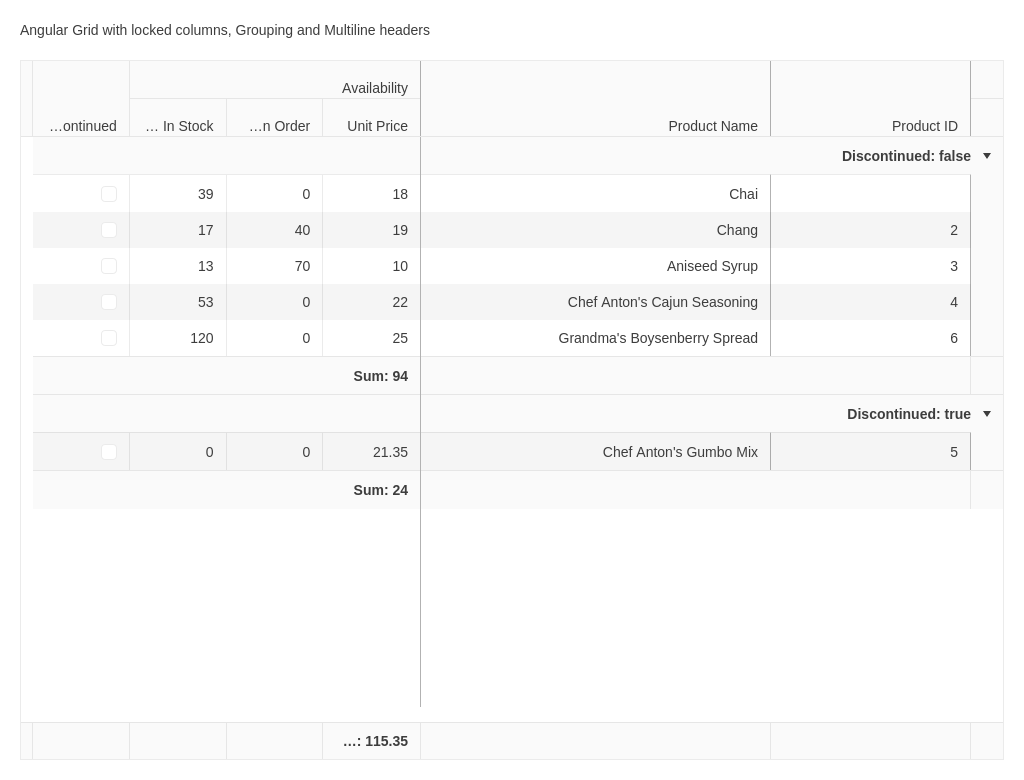 Angular Grid with locked columns, Grouping and Multiline headers
Availability
Product ID Product Name Unit Price …n Order … In Stock …ontinued
Discontinued: false
Chai 18 0 39
2 Chang 19 40 17
3 Aniseed Syrup 10 70 13
4 Chef Anton's Cajun Seasoning 22 0 53
6 Grandma's Boysenberry Spread 25 0 120
Sum: 94
Discontinued: true
5 Chef Anton's Gumbo Mix 21.35 0 0
Sum: 24
…: 115.35